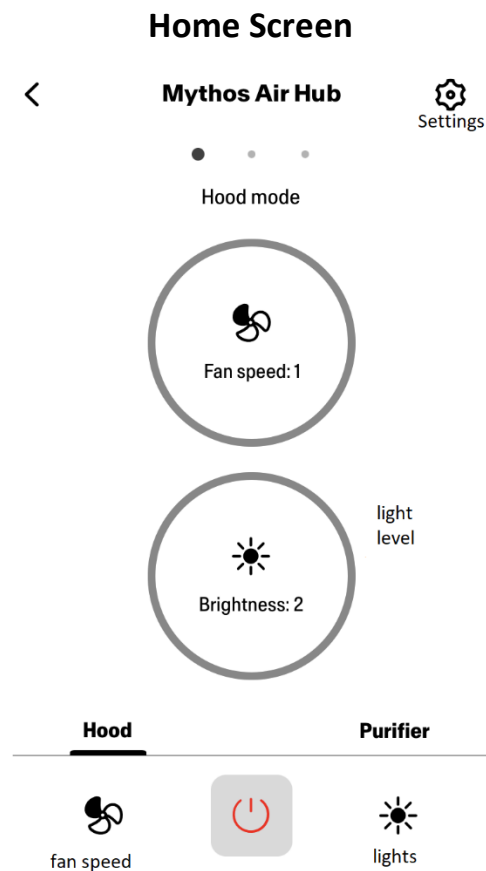 Home Screen
Mythos Air Hub
Settings
Hood mode
Fan speed: 1
light
level
Brightness: 2
Hood
Purifier
fan speed
lights